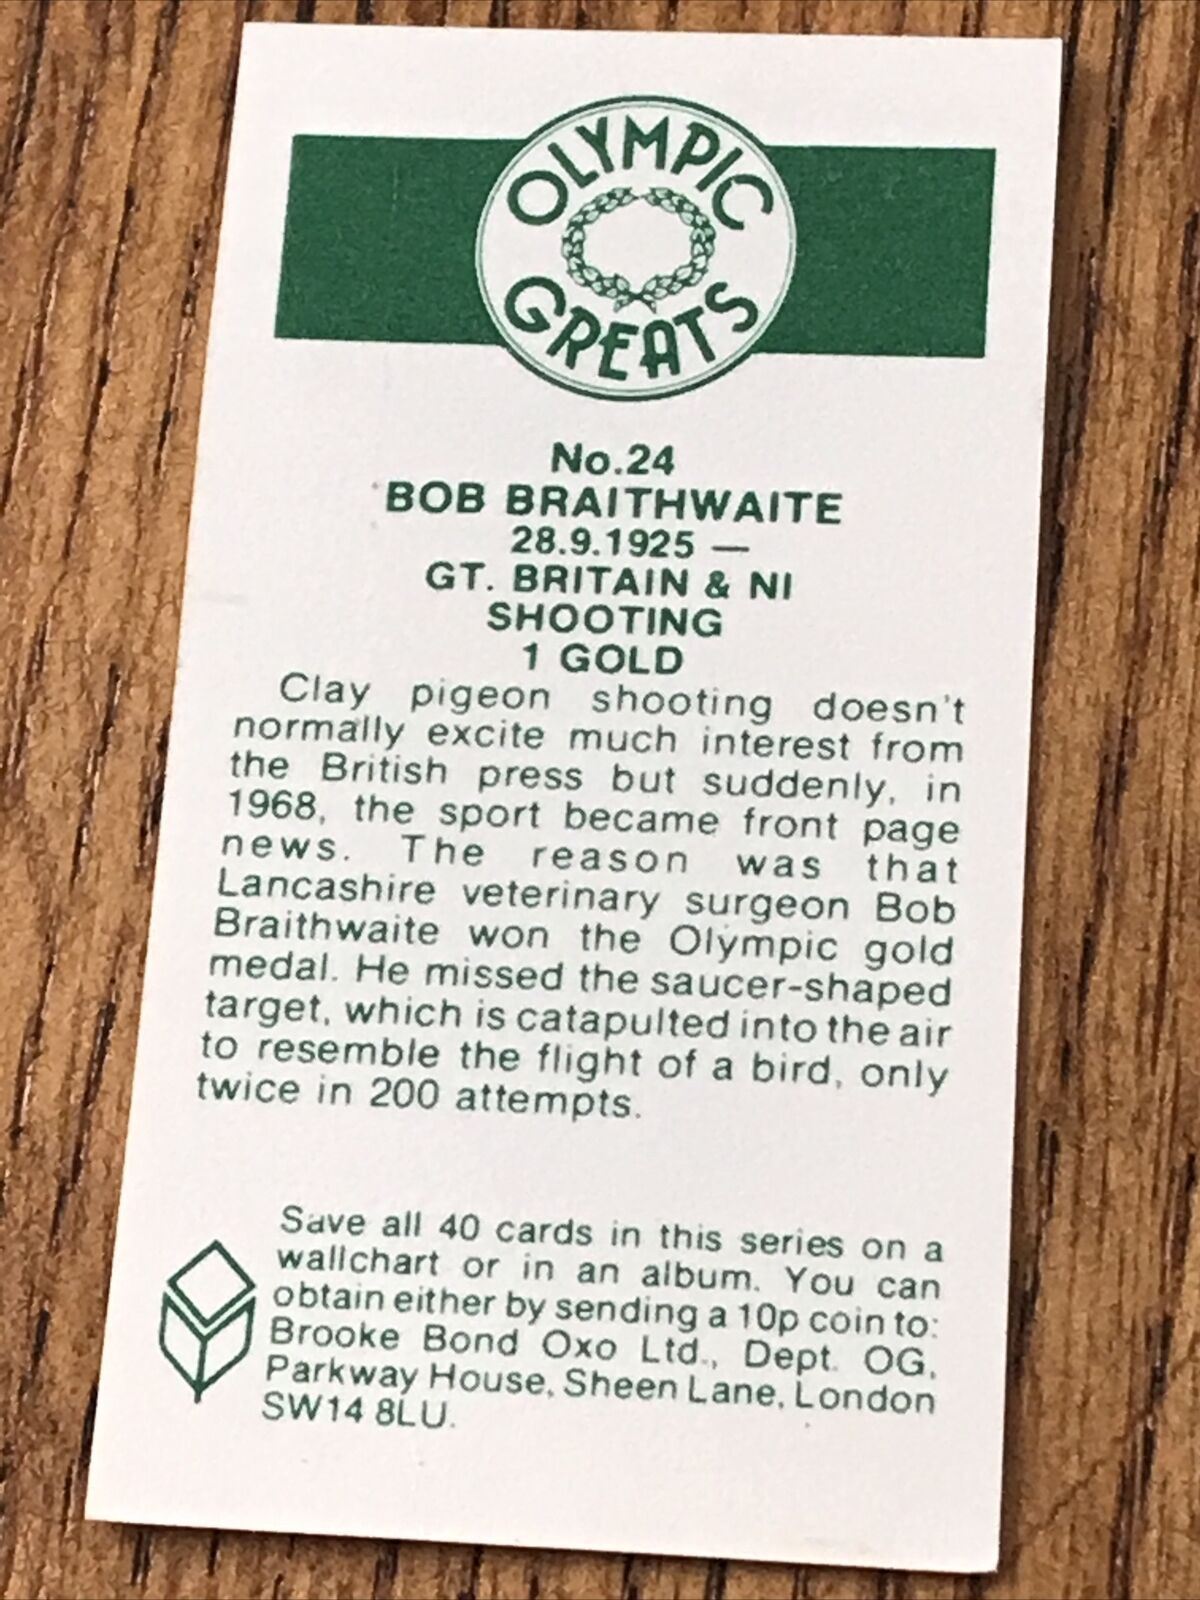 OLYMPIC
GREATS
No.24
BOB BRAITHWAITE
28.9.1925 —
GT. BRITAIN & NI
SHOOTING
1 GOLD
Clay pigeon shooting doesn't
normally excite much interest from
the British press but suddenly, in
1968, the sport became front page
news. The reason was that
Lancashire veterinary surgeon Bob
Braithwaite won the Olympic gold
medal. He missed the saucer-shaped
target, which is catapulted into the air
to resemble the flight of a bird, only
twice in 200 attempts.
Save all 40 cards in this series on a
wallchart or in an album. You can
obtain either by sending a 10p coin to:
Brooke Bond Oxo Ltd., Dept. OG,
Parkway House, Sheen Lane, London
SW14 8LU.